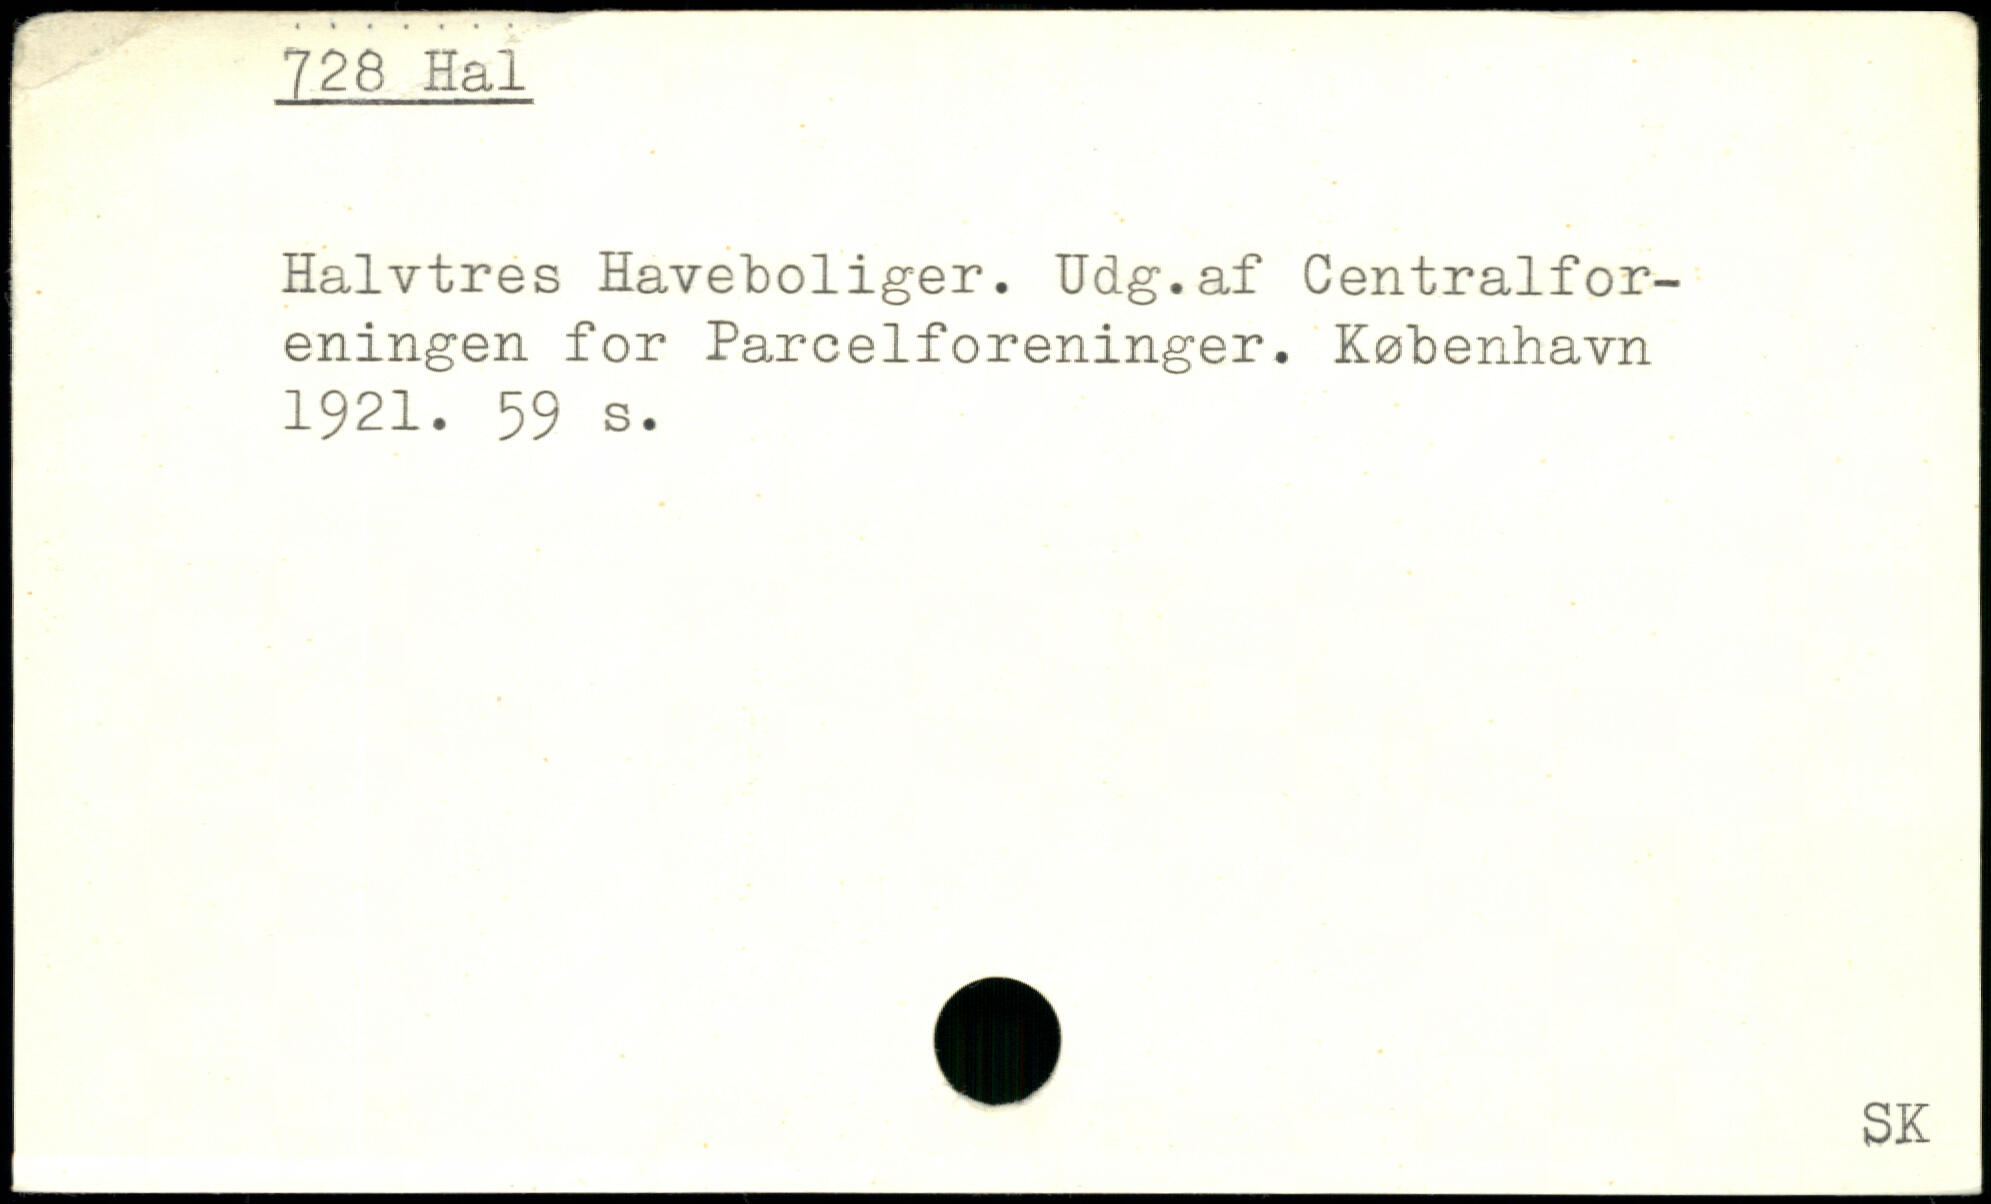 728 Hal
Halvtres Haveboliger. Udg.af Centralfor-
eningen for Parcelforeninger. København
1921. 59 s.
SK